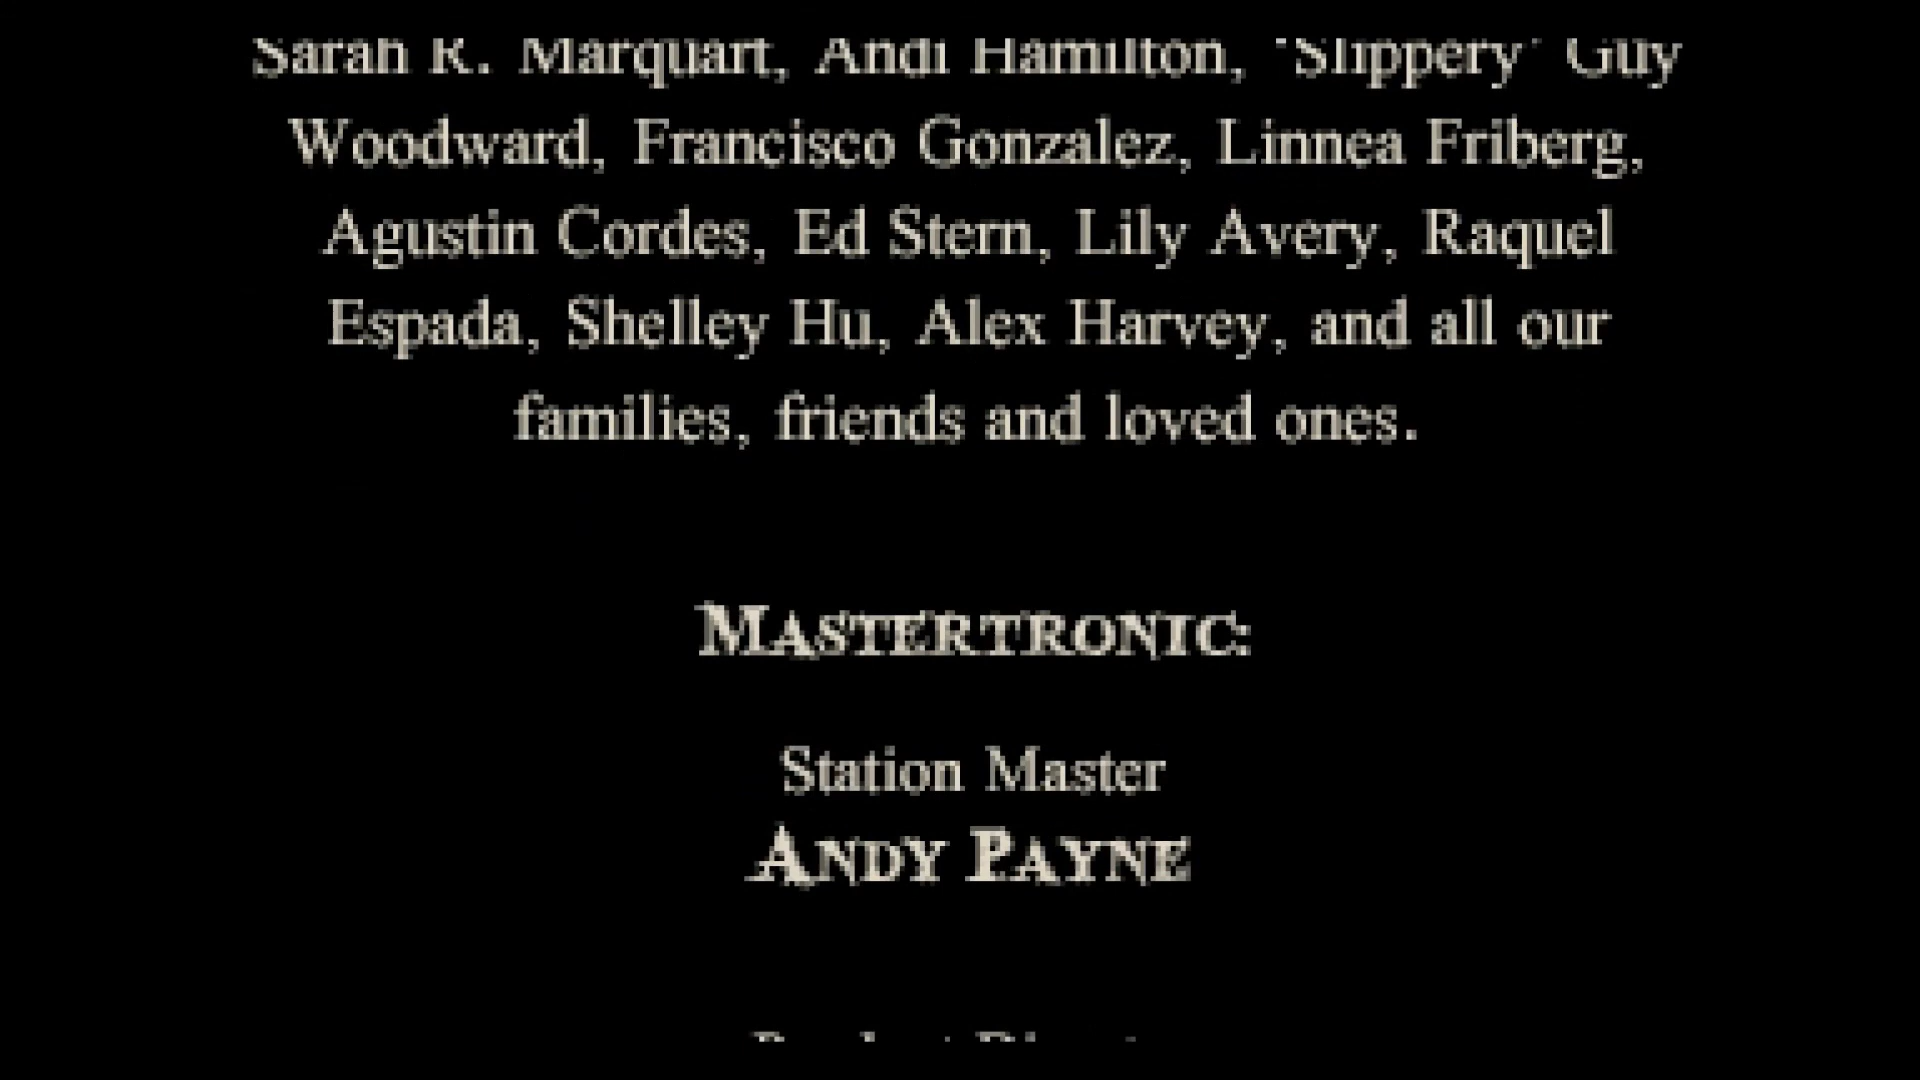 Sarah R. Marquart, Andi Hamilton, 'Slippery' Guy
Woodward, Francisco Gonzalez, Linnea Friberg,
Agustin Cordes, Ed Stern, Lily Avery, Raquel
Espada, Shelley Hu, Alex Harvey, and all our
families, friends and loved ones.
MASTERTRONIC:
Station Master
ANDY PAYNE